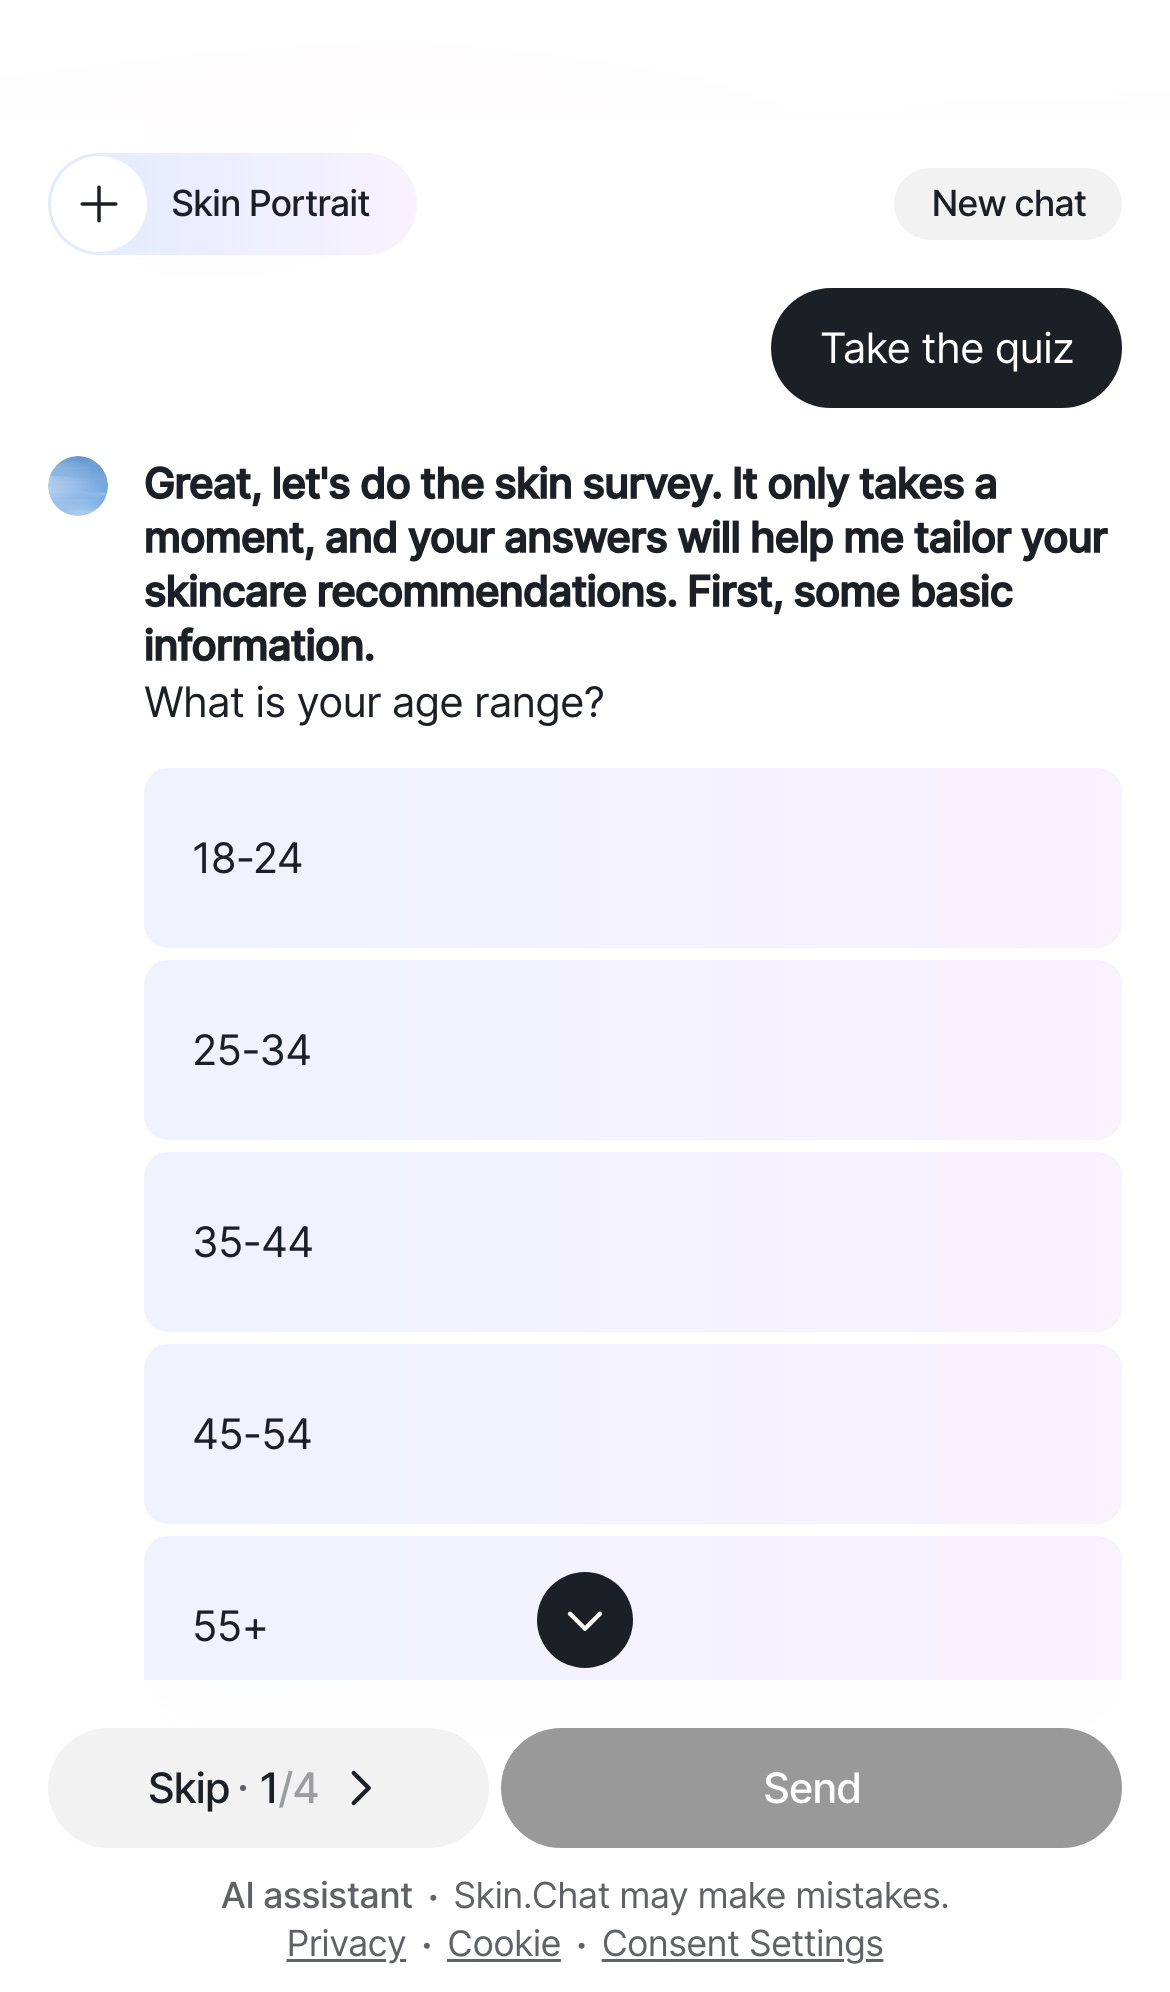 Skin Portrait
New chat
Take the quiz
Great, let's do the skin survey. It only takes a
moment, and your answers will help me tailor your
skincare recommendations. First, some basic
information.
What is your age range?
18-24
25-34
35-44
45-54
55+
Skip · 1/4
Send
AI assistant · Skin.Chat may make mistakes.
Privacy · Cookie · Consent Settings